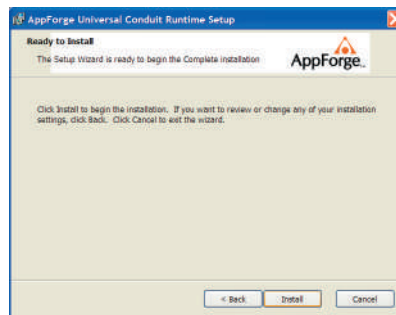 AppForge Universal Conduit Runtime Setup
Ready to Install
The Setup Wizard is ready to begin the Complete installation
AppForge
Click Install to begin the installation. If you want to review or change any of your installation
settings, click Back. Click Cancel to exit the wizard.
< Back
Install
Cancel